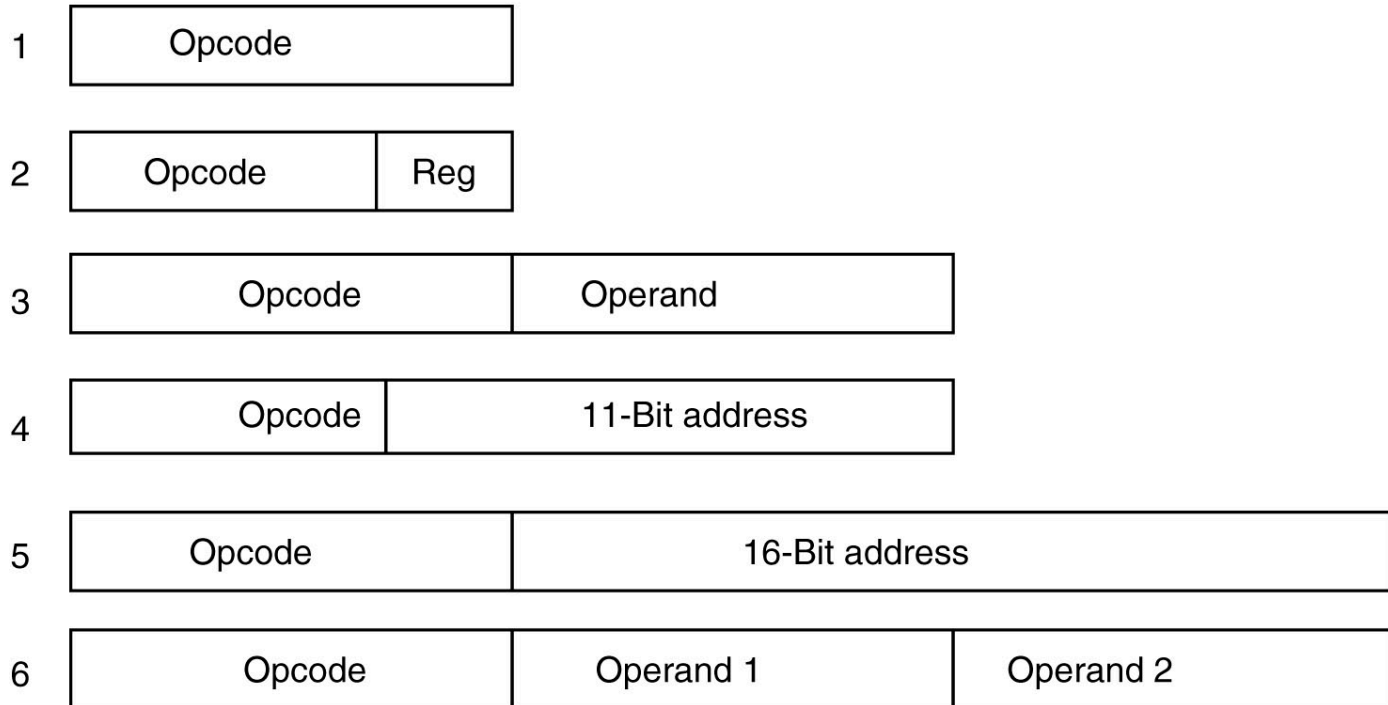 1 Opcode
2 Opcode Reg
3 Opcode Operand
4 Opcode 11-Bit address
5 Opcode 16-Bit address
6 Opcode Operand 1 Operand 2